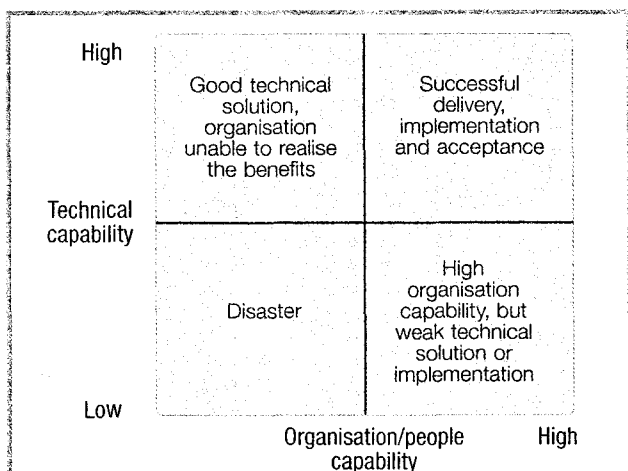 High
Good technical
solution,
organisation
unable to realise
the benefits
Successful
delivery,
implementation
and acceptance
Technical
capability
Disaster
High
organisation
capability, but
weak technical
solution or
implementation
Low
Organisation/people
capability
High